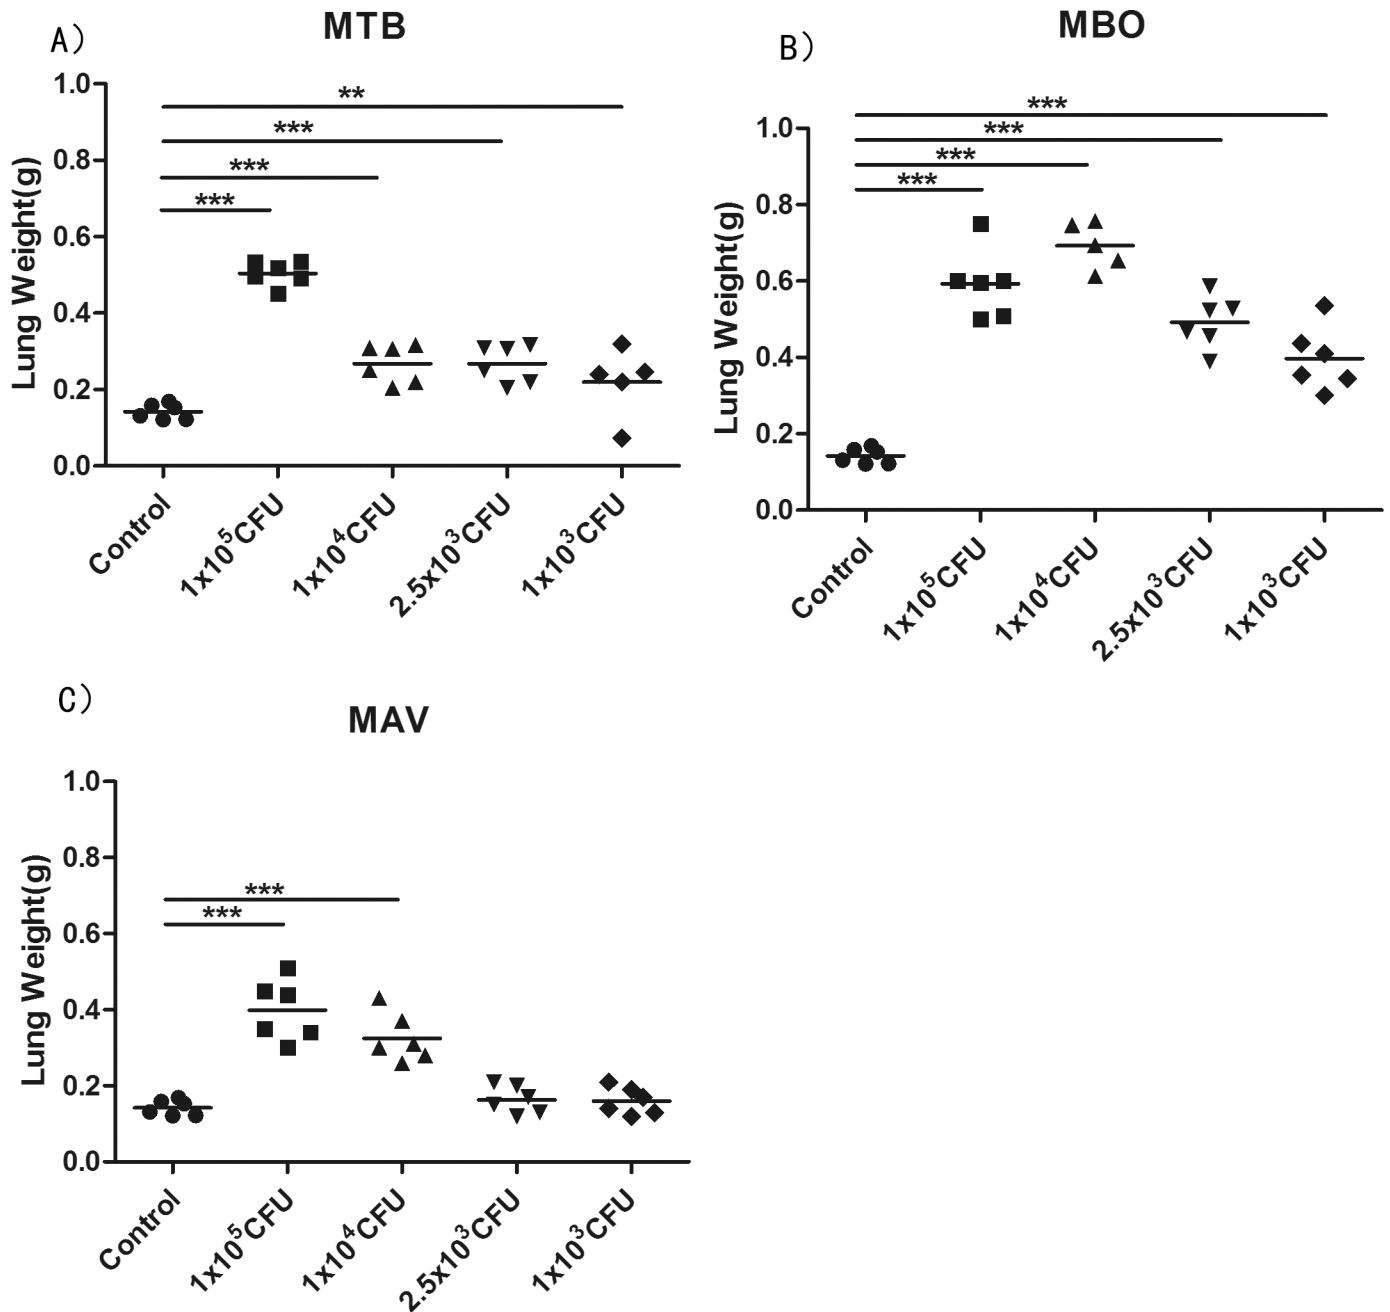 A)
MTB
1.0
0.8
0.6
0.4
0.2
0.0
Lung Weight(g)
**
***
***
***
Control
1x10⁵CFU
1x10⁴CFU
2.5x10³CFU
1x10³CFU
B)
MBO
1.0
0.8
0.6
0.4
0.2
0.0
Lung Weight(g)
***
***
***
***
Control
1x10⁵CFU
1x10⁴CFU
2.5x10³CFU
1x10³CFU
C)
MAV
1.0
0.8
0.6
0.4
0.2
0.0
Lung Weight(g)
***
***
Control
1x10⁵CFU
1x10⁴CFU
2.5x10³CFU
1x10³CFU